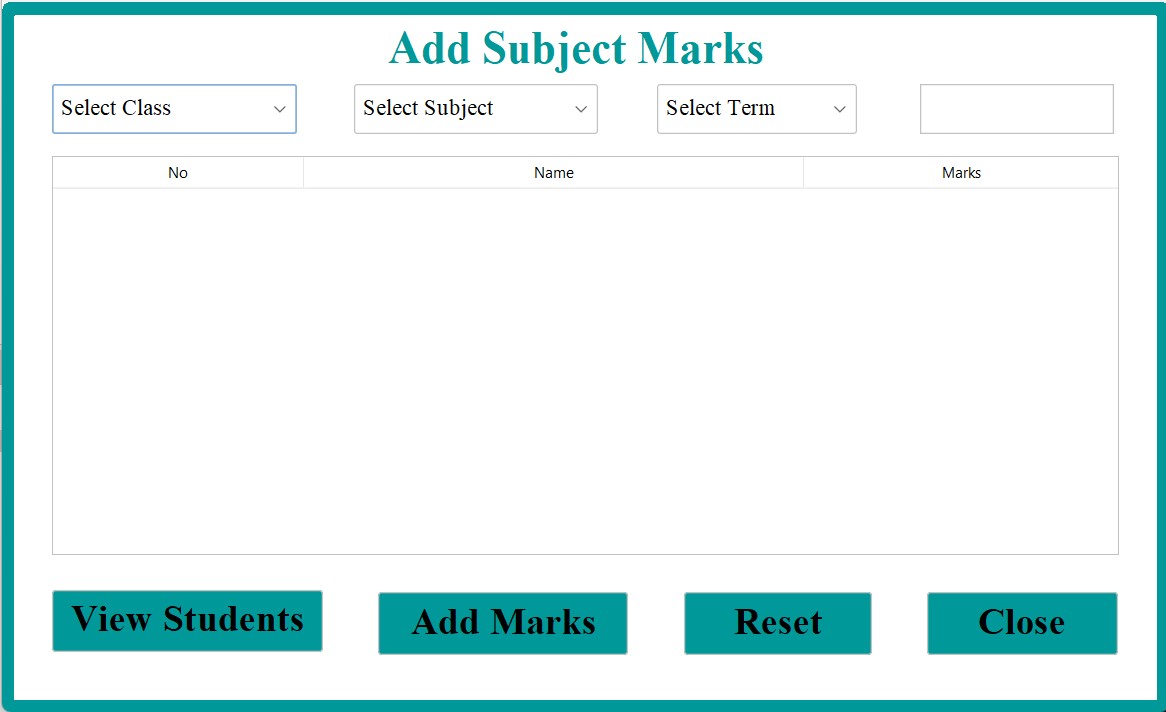 Add Subject Marks
Select Class Select Subject Select Term
No Name Marks
View Students Add Marks Reset Close